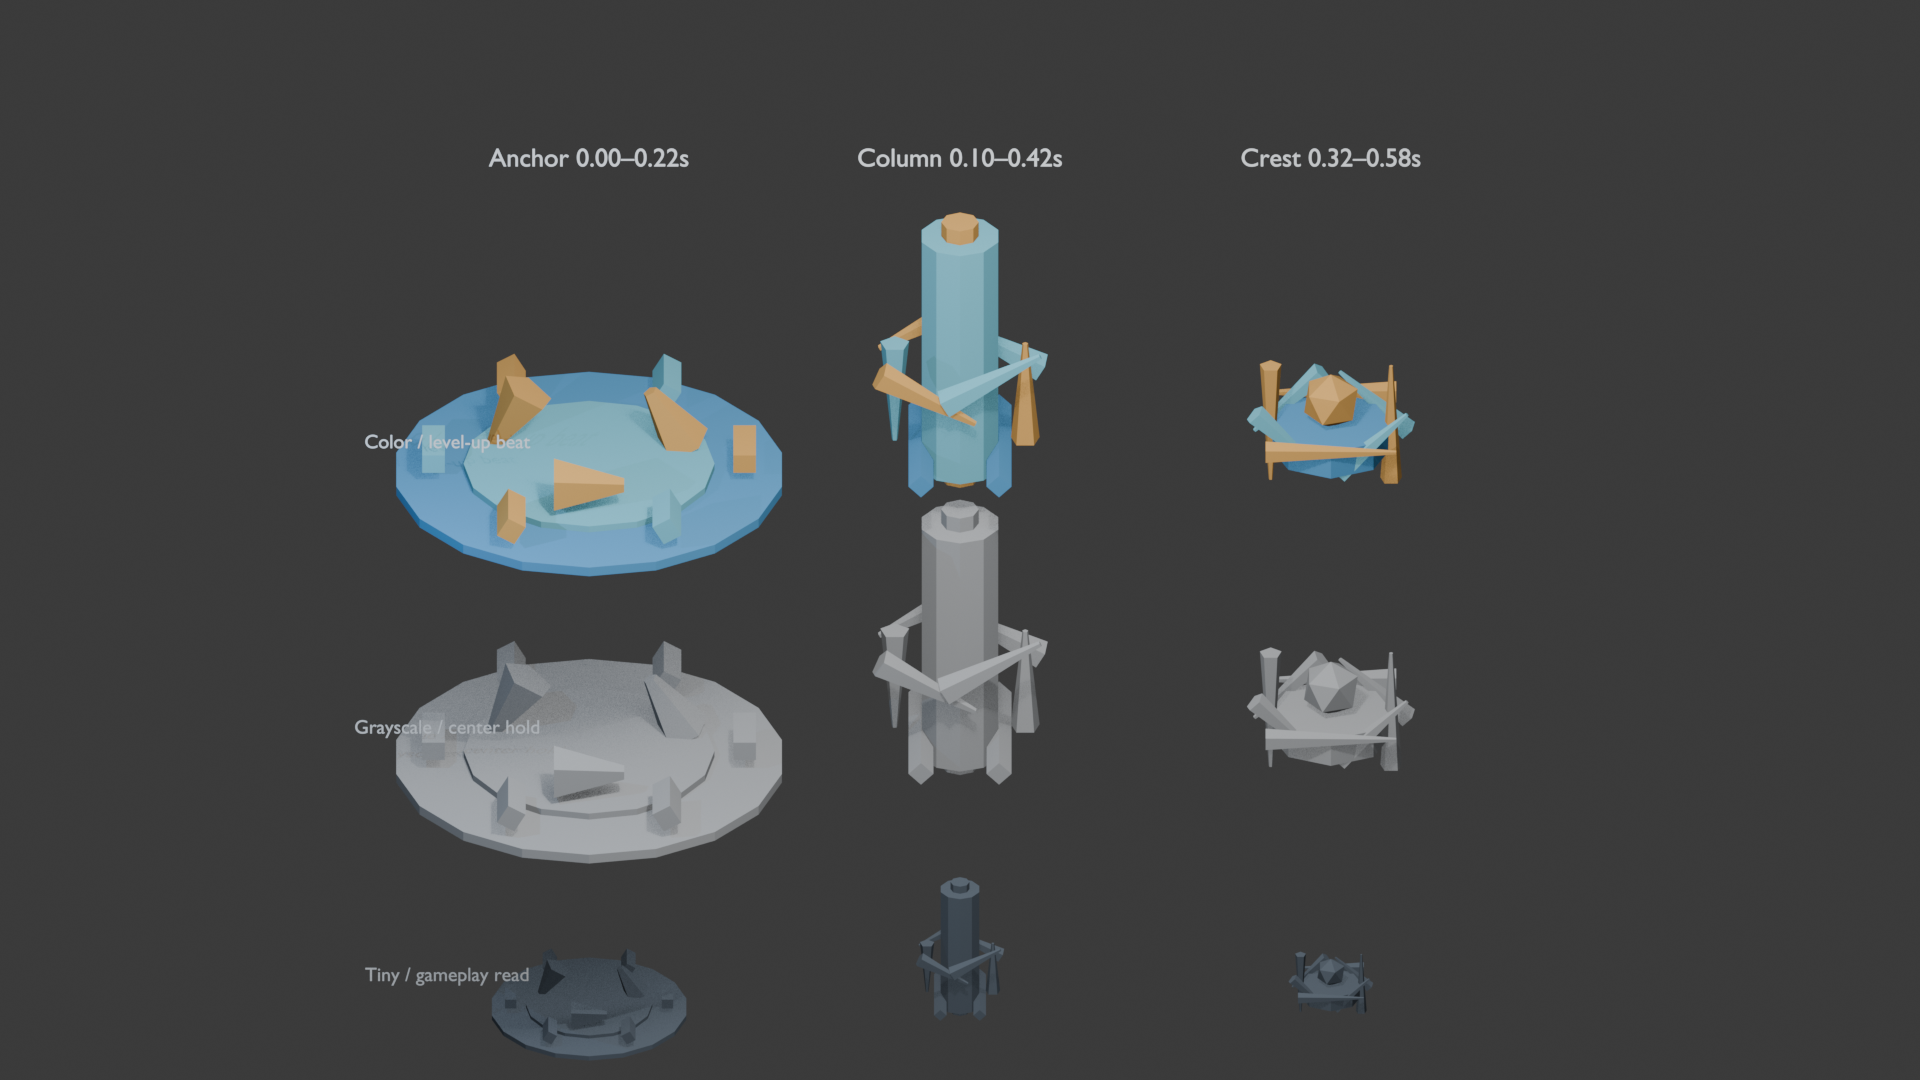 Anchor 0.00–0.22s
Column 0.10–0.42s
Crest 0.32–0.58s
Color / level-up beat
Grayscale / center hold
Tiny / gameplay read